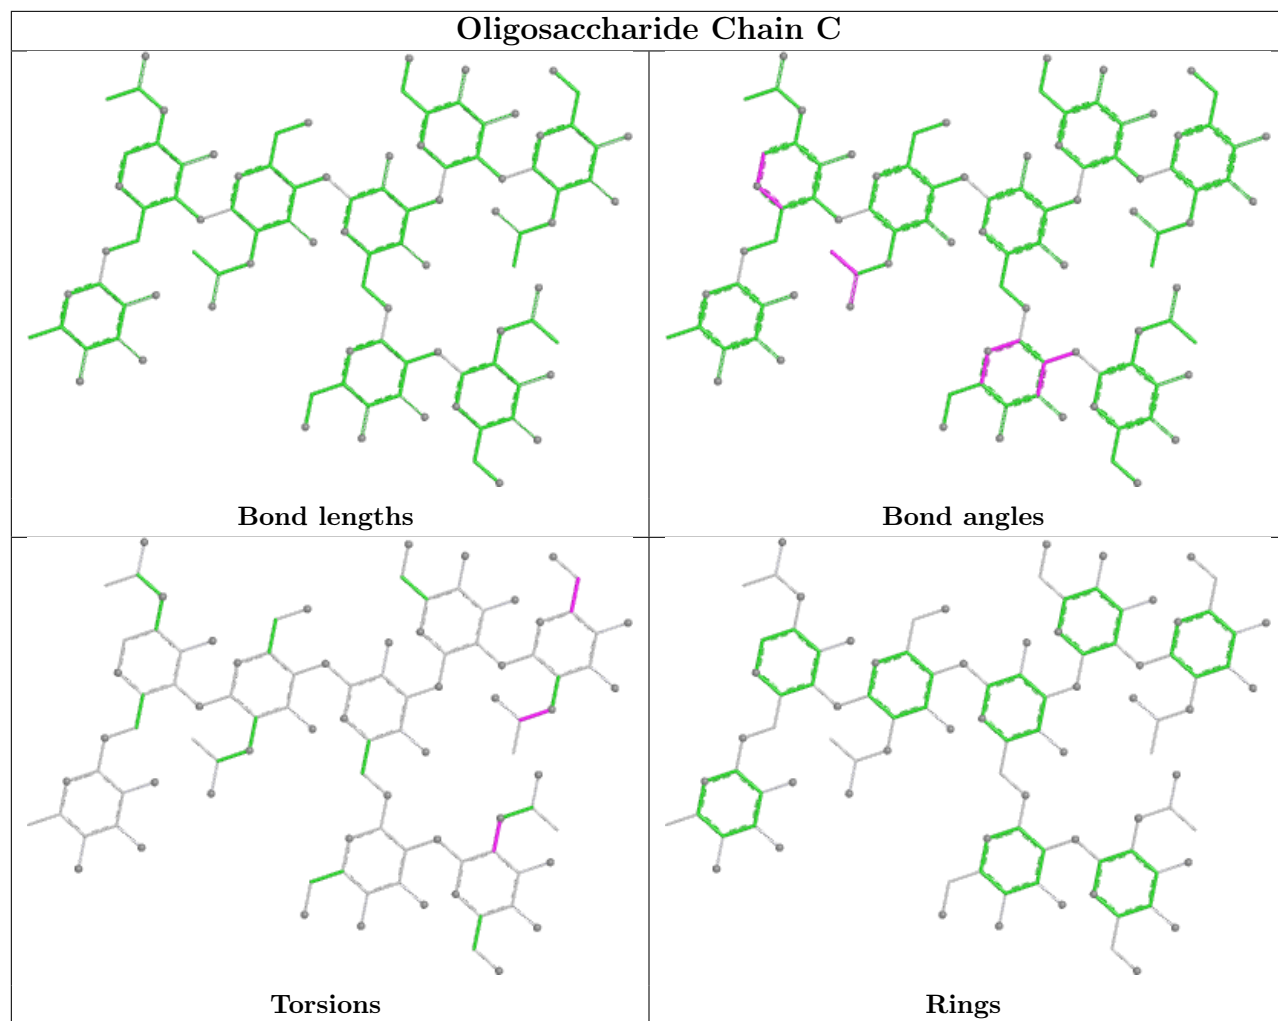 Oligosaccharide Chain C
Bond lengths
Bond angles
Torsions
Rings